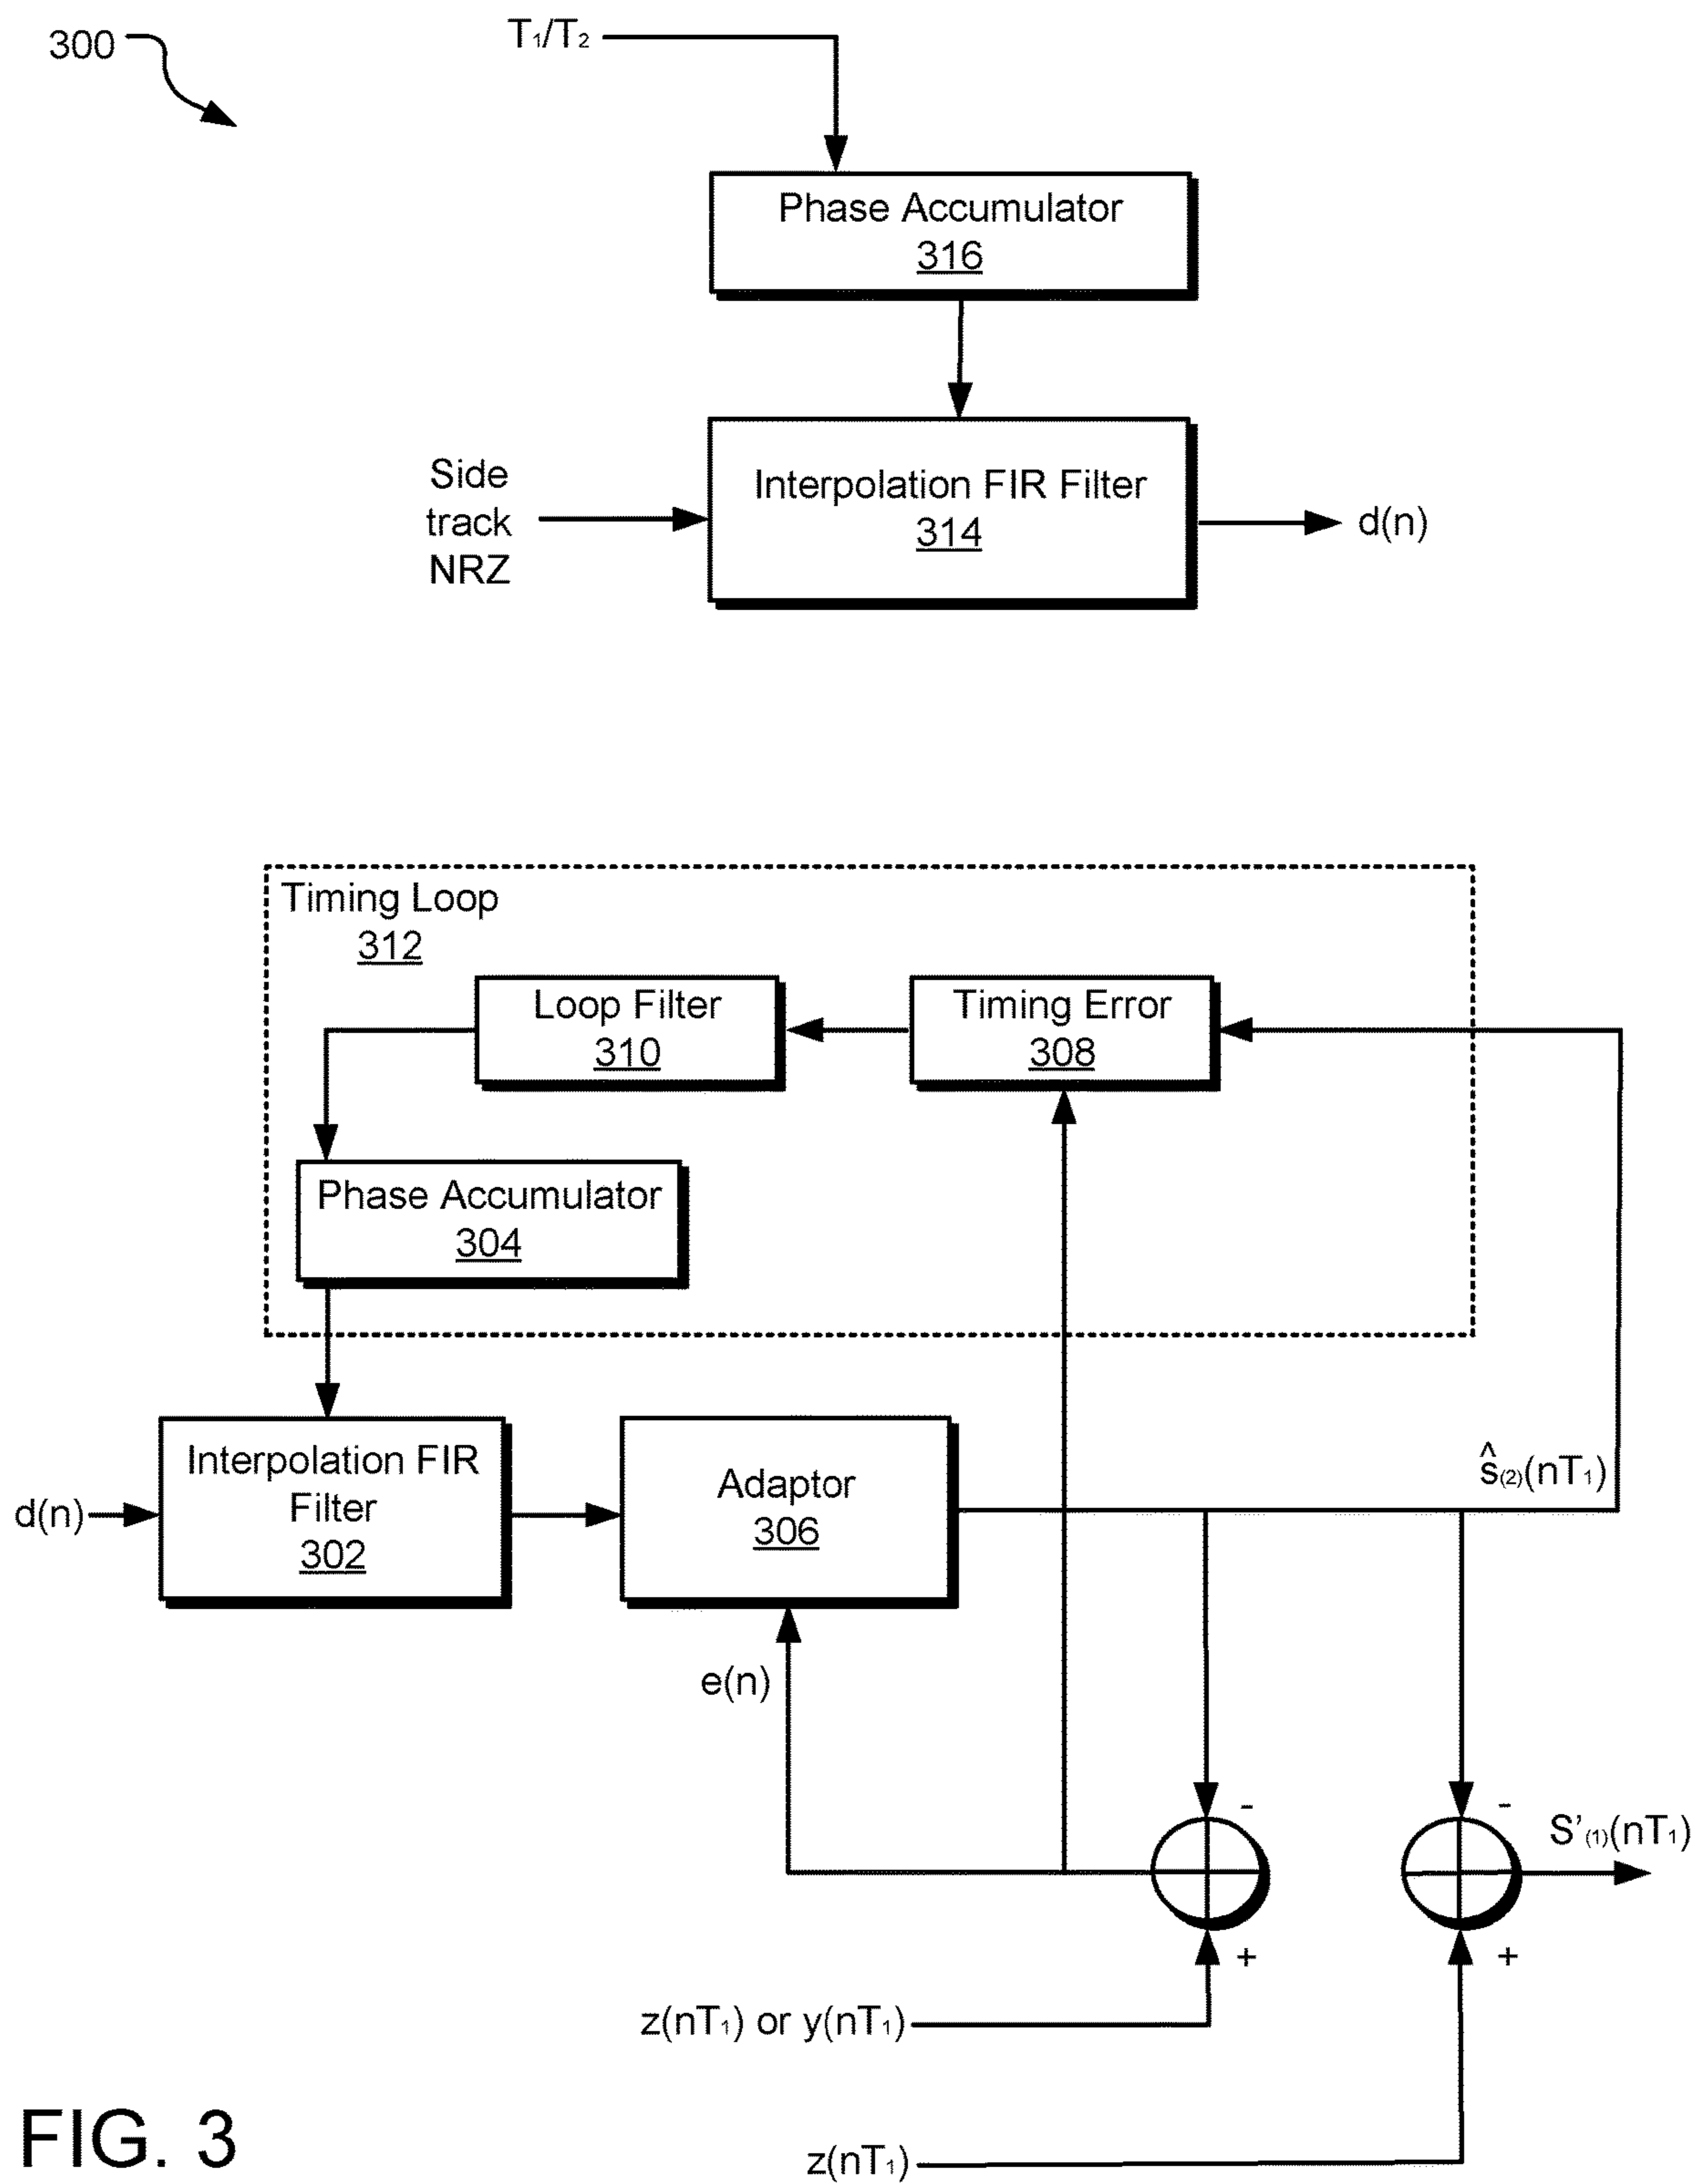 300
T₁/T₂
Phase Accumulator
316
Side
track
NRZ
Interpolation FIR Filter
314
d(n)
Timing Loop
312
Loop Filter
310
Timing Error
308
Phase Accumulator
304
d(n)
Interpolation FIR
Filter
302
Adaptor
306
ŝ₍₂₎(nT₁)
e(n)
-
-
S’₍₁₎(nT₁)
+
+
z(nT₁) or y(nT₁)
z(nT₁)
FIG. 3